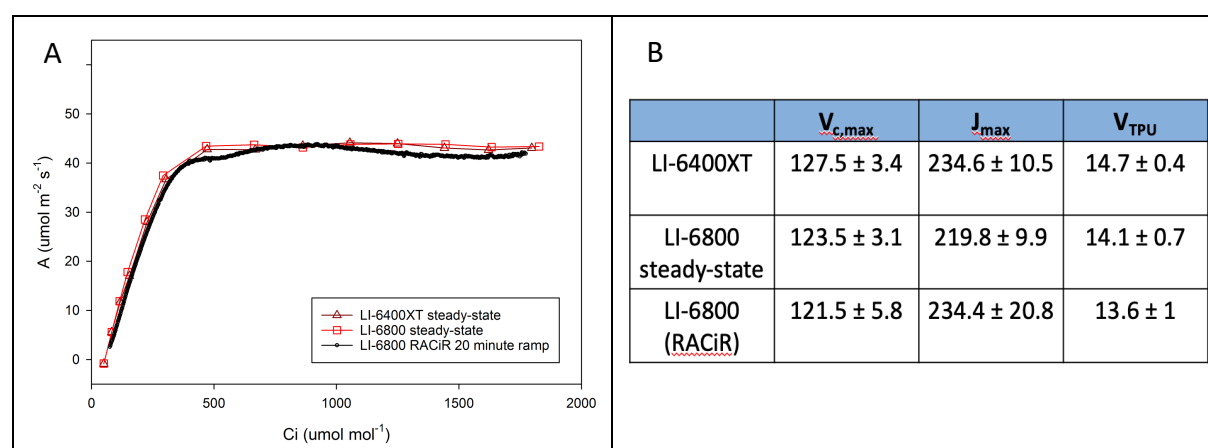 A
A (umol m⁻² s⁻¹)
50
40
30
20
10
0
LI-6400XT steady-state
LI-6800 steady-state
LI-6800 RACiR 20 minute ramp
0 500 1000 1500 2000
Ci (umol mol⁻¹)
B
Vc,max Jmax VTPU
LI-6400XT 127.5 ± 3.4 234.6 ± 10.5 14.7 ± 0.4
LI-6800
steady-state 123.5 ± 3.1 219.8 ± 9.9 14.1 ± 0.7
LI-6800
(RACiR) 121.5 ± 5.8 234.4 ± 20.8 13.6 ± 1